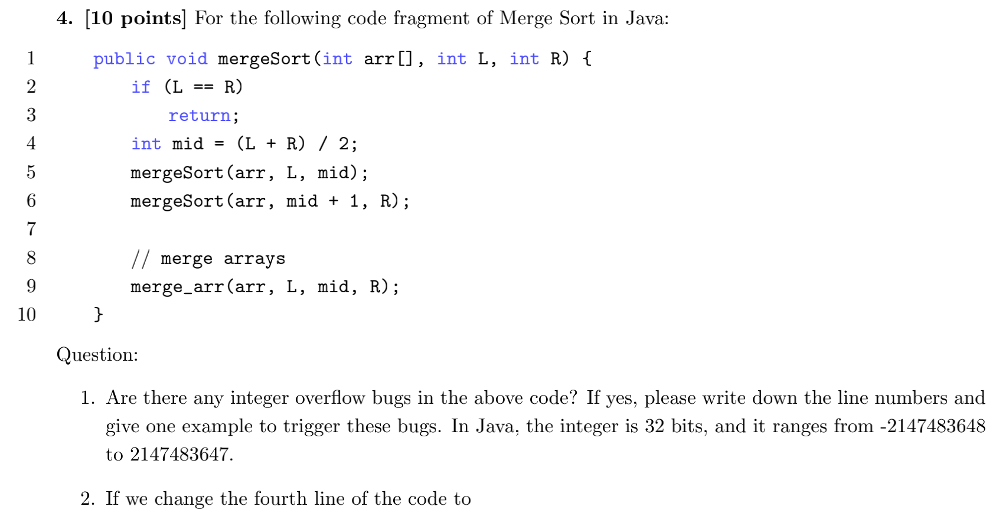 4. [10 points] For the following code fragment of Merge Sort in Java:
1 public void mergeSort(int arr[], int L, int R) {
2 if (L == R)
3 return;
4 int mid = (L + R) / 2;
5 mergeSort(arr, L, mid);
6 mergeSort(arr, mid + 1, R);
7
8 // merge arrays
9 merge_arr(arr, L, mid, R);
10 }
Question:
1. Are there any integer overflow bugs in the above code? If yes, please write down the line numbers and
give one example to trigger these bugs. In Java, the integer is 32 bits, and it ranges from -2147483648
to 2147483647.
2. If we change the fourth line of the code to